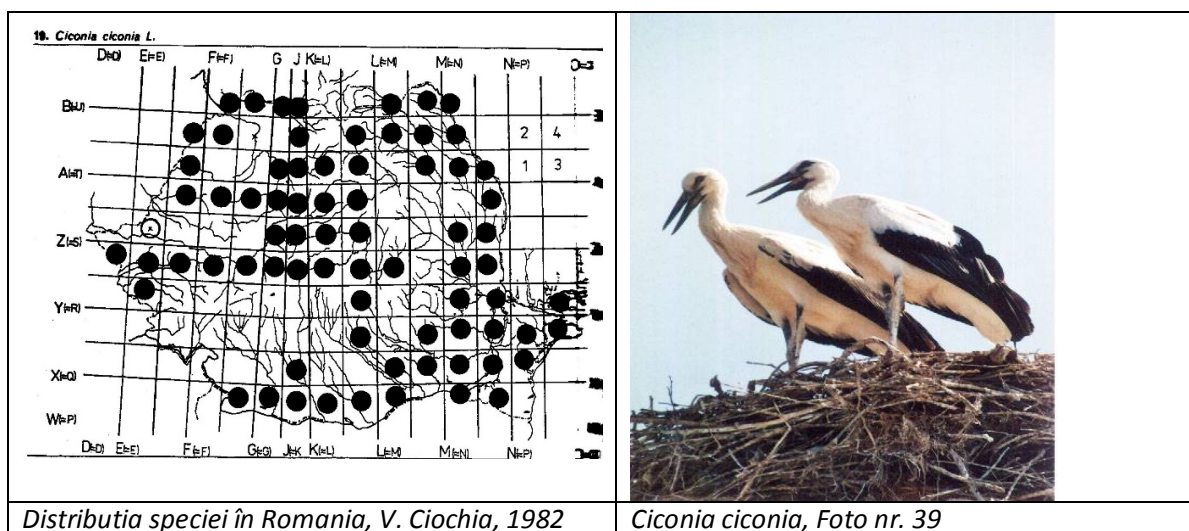 19. Ciconia ciconia L.
D(=D) E(=E) F(=F) G J K(=L) L(=M) M(=N) N(=P)
B(=U)
2 4
A(=T)
1 3
Z(=S)
Y(=R)
X(=Q)
W(=P)
D(=D) E(=E) F(=F) G(=G) J(=K K(=L) L(=M) M(=N) N(=P)
Distributia speciei în Romania, V. Ciochia, 1982
Ciconia ciconia, Foto nr. 39